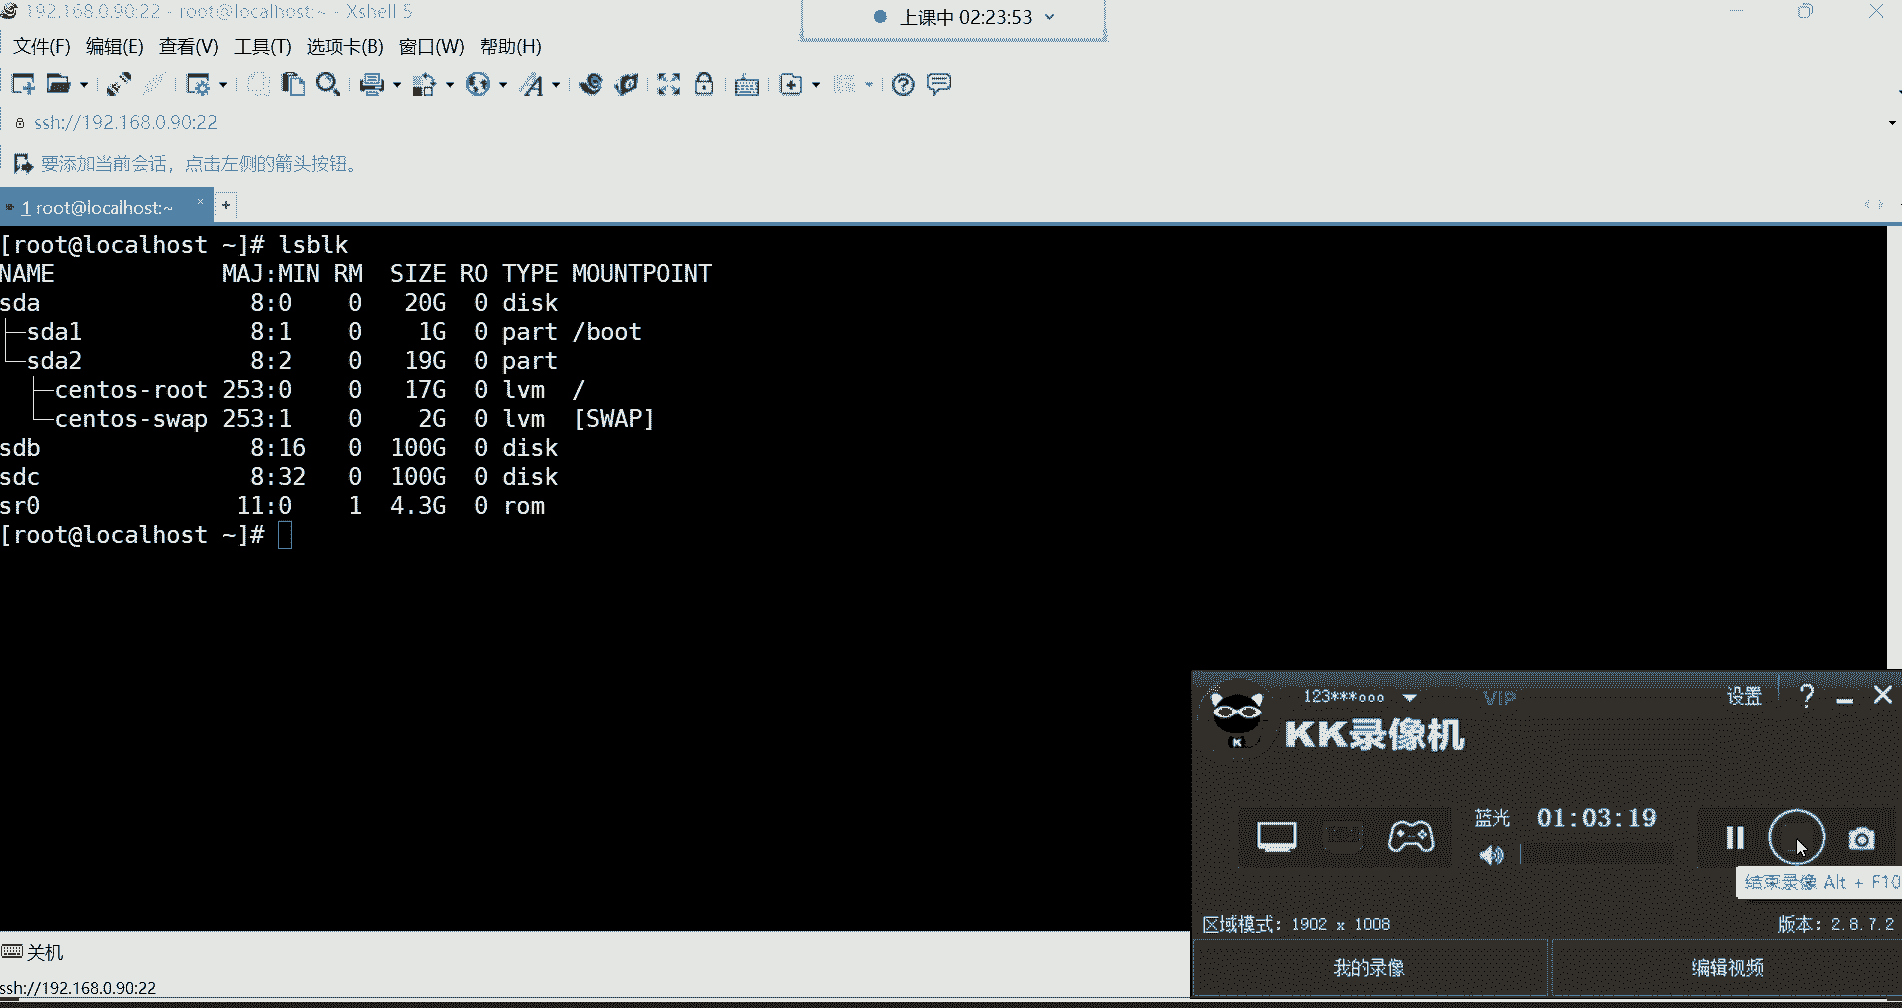 192.168.0.90:22 - root@localhost:~ - Xshell 5
上课中 02:23:53
文件(F) 编辑(E) 查看(V) 工具(T) 选项卡(B) 窗口(W) 帮助(H)
ssh://192.168.0.90:22
要添加当前会话，点击左侧的箭头按钮。
1 root@localhost:~ × +
[root@localhost ~]# lsblk
NAME            MAJ:MIN RM  SIZE RO TYPE MOUNTPOINT
sda               8:0    0   20G  0 disk
├─sda1            8:1    0    1G  0 part /boot
└─sda2            8:2    0   19G  0 part
  ├─centos-root 253:0    0   17G  0 lvm  /
  └─centos-swap 253:1    0    2G  0 lvm  [SWAP]
sdb               8:16   0  100G  0 disk
sdc               8:32   0  100G  0 disk
sr0              11:0    1  4.3G  0 rom
[root@localhost ~]#
123***ooo VIP 设置 ?
K
KK录像机
蓝光 01:03:19
结束录像 Alt + F10
区域模式: 1902 x 1008 版本: 2.8.7.2
我的录像 编辑视频
关机
ssh://192.168.0.90:22